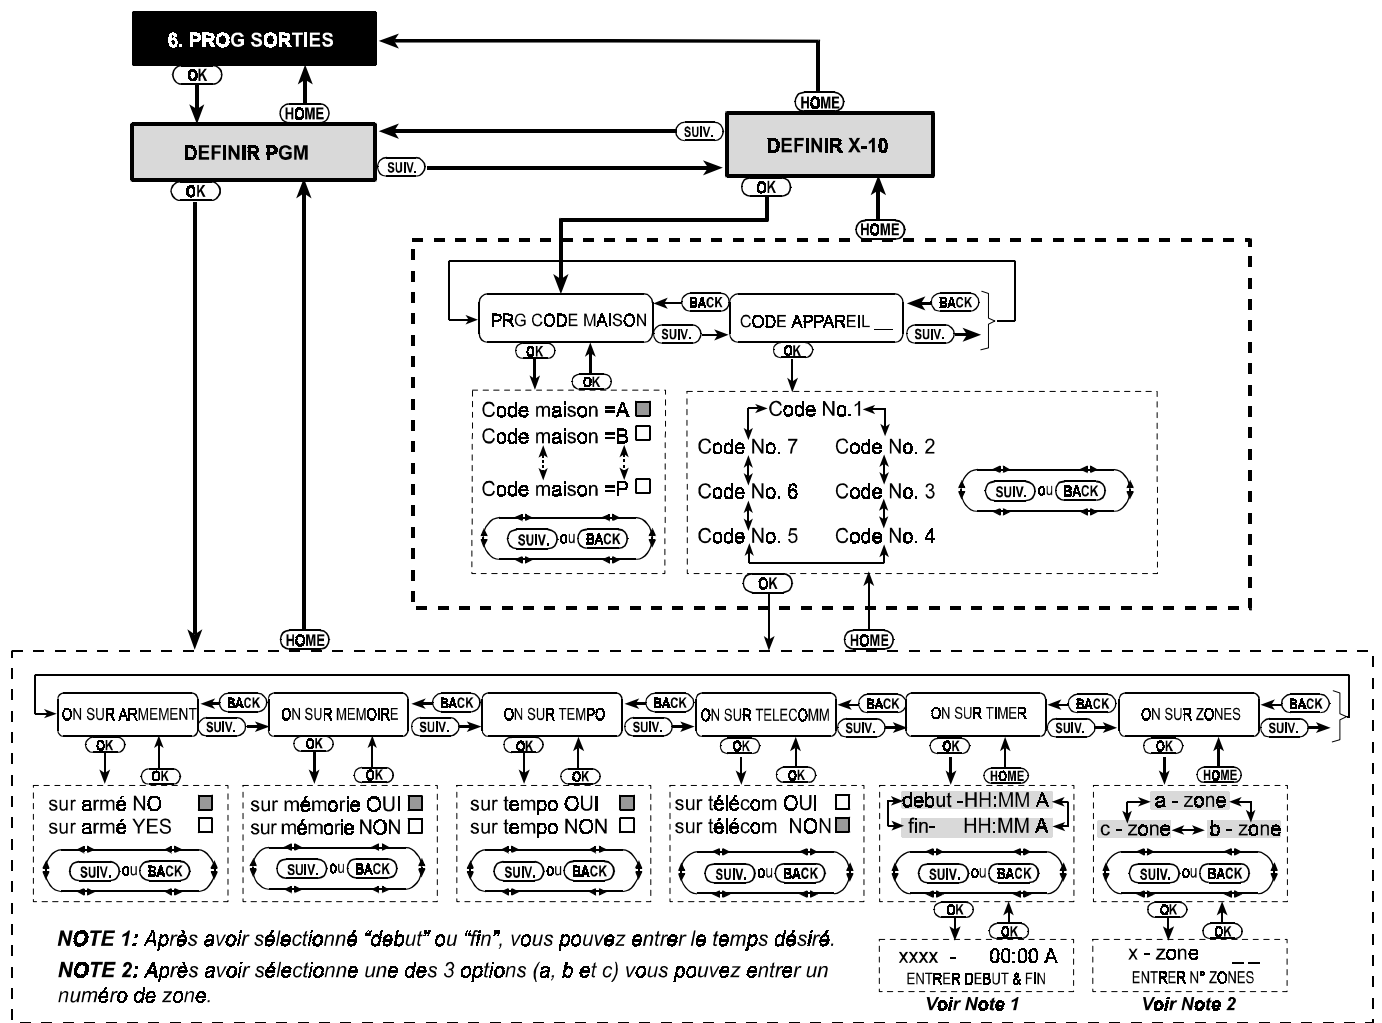 6. PROG SORTIES
OK
HOME
HOME
DEFINIR PGM
SUIV.
SUIV.
DEFINIR X-10
OK
OK
HOME
PRG CODE MAISON
BACK
SUIV.
CODE APPAREIL __
BACK
SUIV.
OK
OK
OK
Code maison =A
Code maison =B
Code maison =P
SUIV. ou BACK
Code No.1
Code No. 7
Code No. 2
Code No. 6
Code No. 3
Code No. 5
Code No. 4
SUIV. ou BACK
OK
HOME
HOME
ON SUR ARMEMENT
BACK
SUIV.
ON SUR MEMOIRE
BACK
SUIV.
ON SUR TEMPO
BACK
SUIV.
ON SUR TELECOMM
BACK
SUIV.
ON SUR TIMER
BACK
SUIV.
ON SUR ZONES
BACK
SUIV.
OK
OK
OK
OK
OK
OK
OK
OK
OK
HOME
OK
HOME
sur armé NO
sur armé YES
SUIV. ou BACK
sur mémorie OUI
sur mémorie NON
SUIV. ou BACK
sur tempo OUI
sur tempo NON
SUIV. ou BACK
sur télécom OUI
sur télécom NON
SUIV. ou BACK
debut -HH:MM A
fin- HH:MM A
SUIV. ou BACK
a - zone
c - zone
b - zone
SUIV. ou BACK
OK
OK
OK
OK
xxxx - 00:00 A
ENTRER DEBUT & FIN
Voir Note 1
x - zone _ _
ENTRER N° ZONES
Voir Note 2
NOTE 1: Après avoir sélectionné “debut” ou “fin”, vous pouvez entrer le temps désiré.
NOTE 2: Après avoir sélectionne une des 3 options (a, b et c) vous pouvez entrer un
numéro de zone.